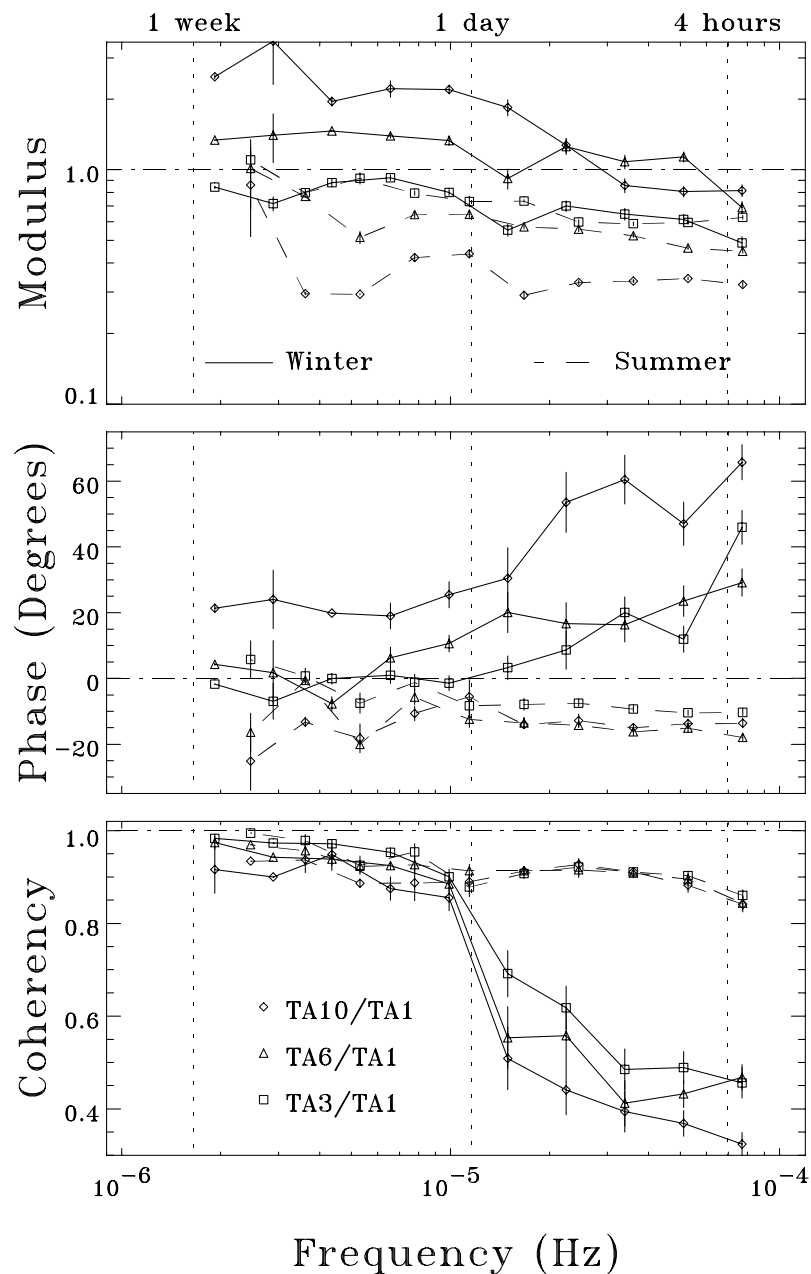 1 week 1 day 4 hours
Modulus
1.0
0.1
Winter Summer
Phase (Degrees)
60
40
20
0
-20
Coherency
1.0
0.8
0.6
0.4
TA10/TA1
TA6/TA1
TA3/TA1
10⁻⁶ 10⁻⁵ 10⁻⁴
Frequency (Hz)